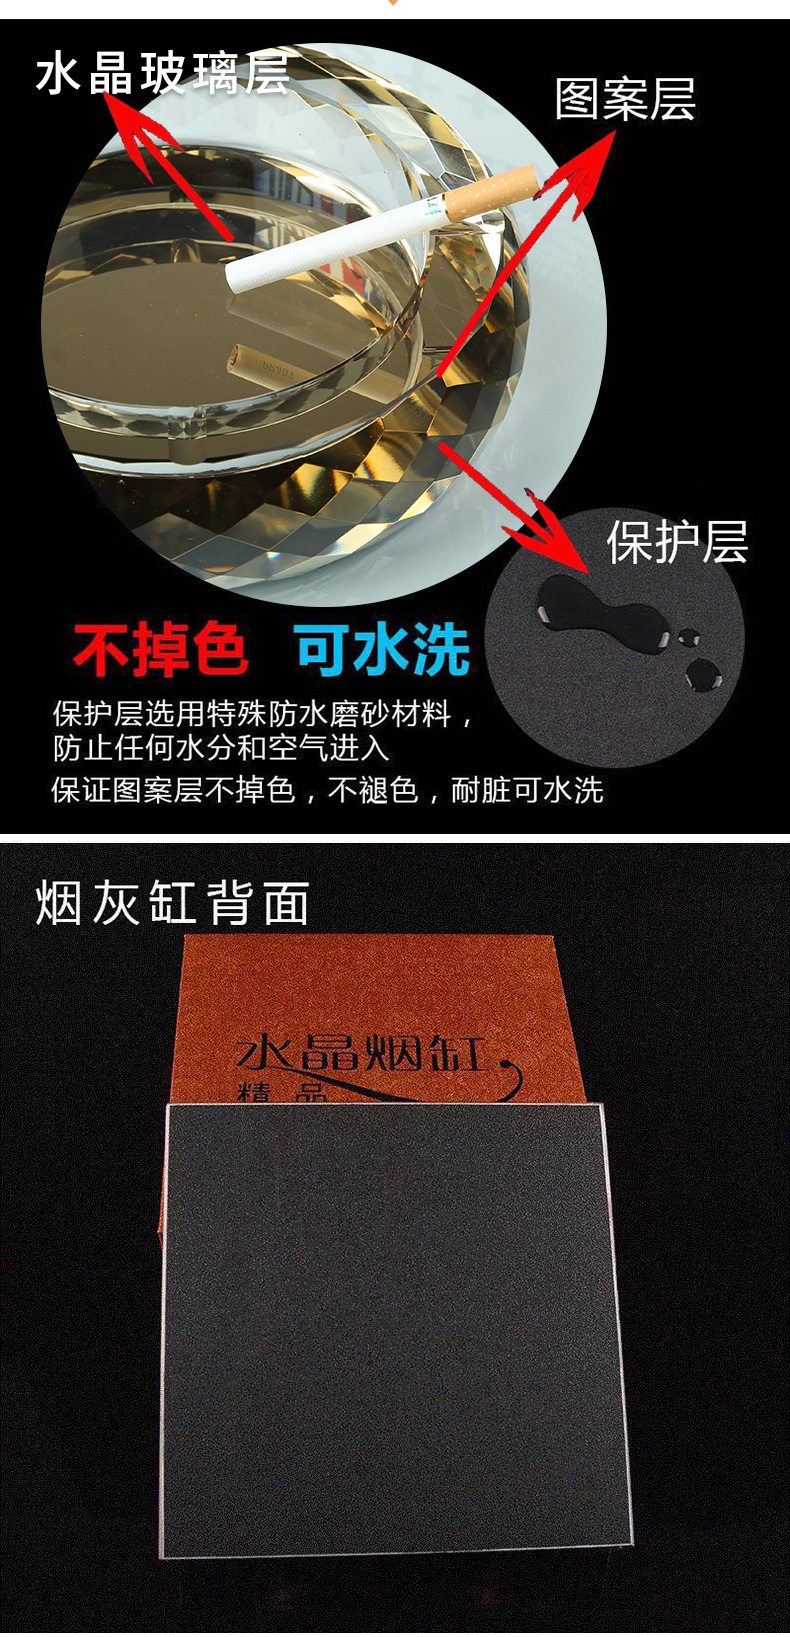 水晶玻璃层
图案层
保护层
不掉色 可水洗
保护层选用特殊防水磨砂材料，
防止任何水分和空气进入
保证图案层不掉色，不褪色，耐脏可水洗
烟灰缸背面
水晶烟缸
精品